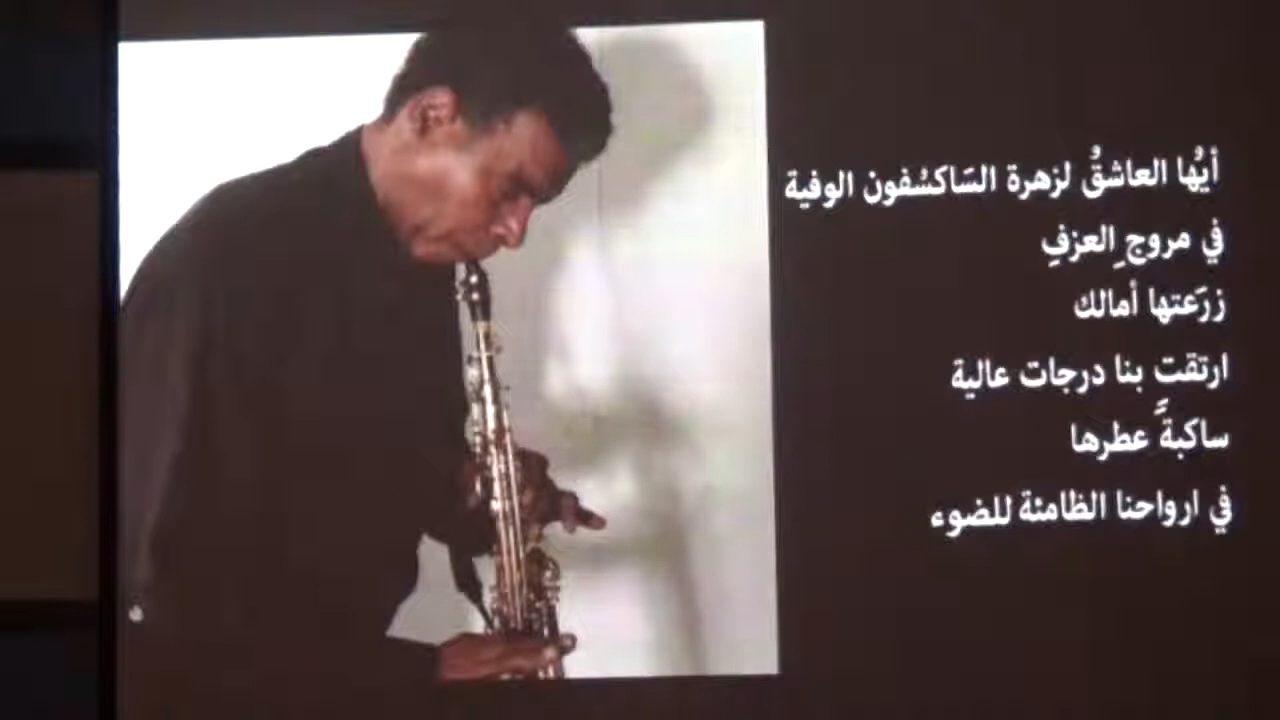 أيُّها العاشقُ لزهرة السّاكسُفون الوفية
في مروجِ العزفِ
زرَعتها أمالك
ارتقت بنا درجات عالية
ساكبةً عطرها
في ارواحنا الظامئة للضوء